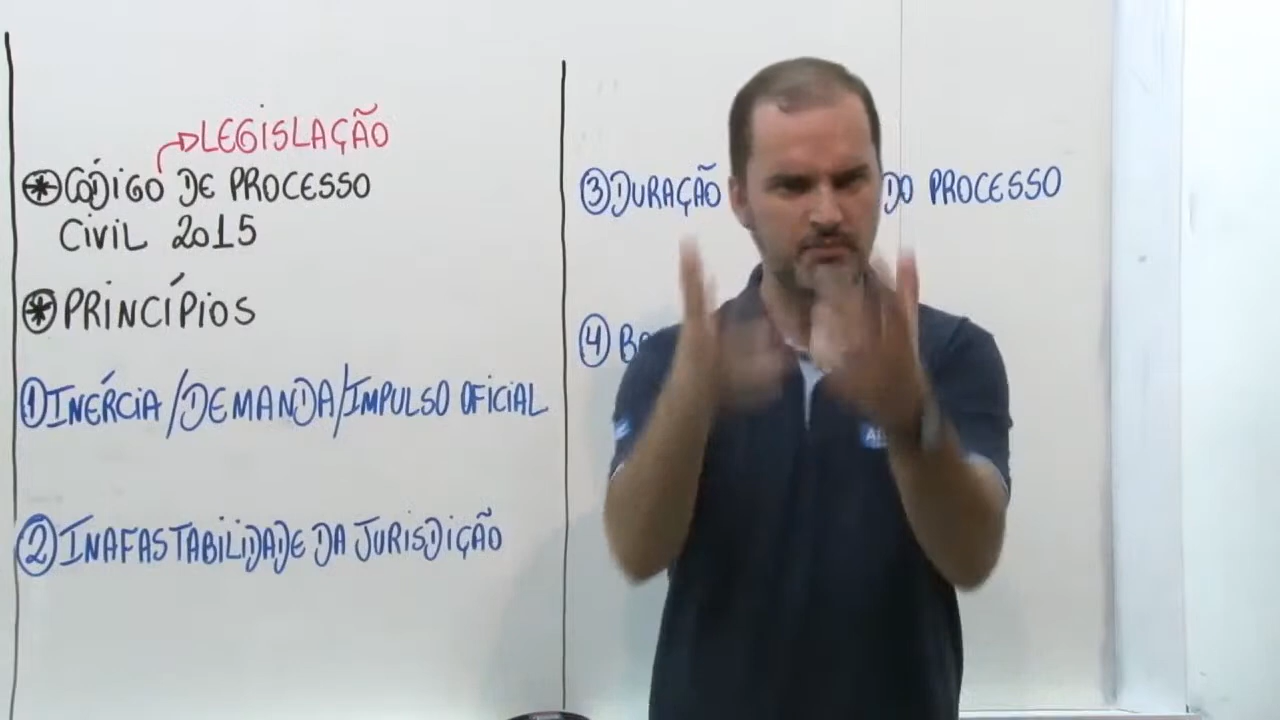 LEGISLAÇÃO
CÓDIGO DE PROCESSO
CIVIL 2015
PRINCÍPIOS
1 INÉRCIA/DEMANDA/IMPULSO OFICIAL
2 INAFASTABILIDADE DA JURISDIÇÃO
3 DURAÇÃO DO PROCESSO
4